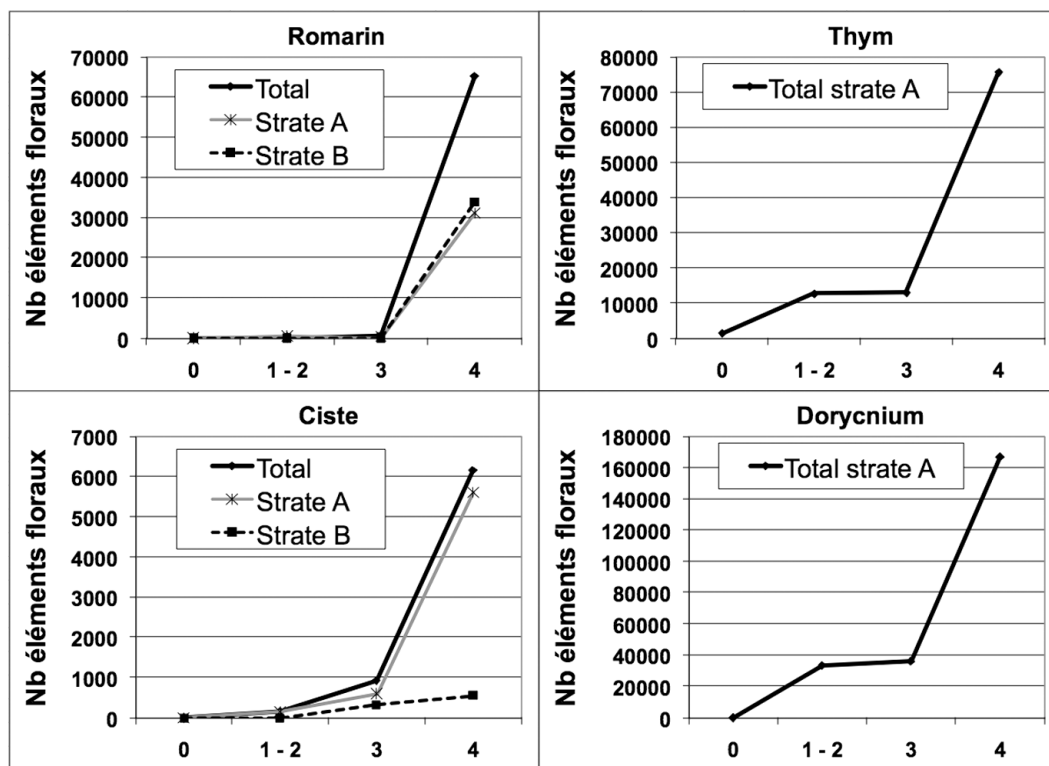 Romarin
Nb éléments floraux
70000
60000
50000
40000
30000
20000
10000
0
Total
Strate A
Strate B
0 1 - 2 3 4
Thym
Nb éléments floraux
80000
70000
60000
50000
40000
30000
20000
10000
0
Total strate A
0 1 - 2 3 4
Ciste
Nb éléments floraux
7000
6000
5000
4000
3000
2000
1000
0
Total
Strate A
Strate B
0 1 - 2 3 4
Dorycnium
Nb éléments floraux
180000
160000
140000
120000
100000
80000
60000
40000
20000
0
Total strate A
0 1 - 2 3 4